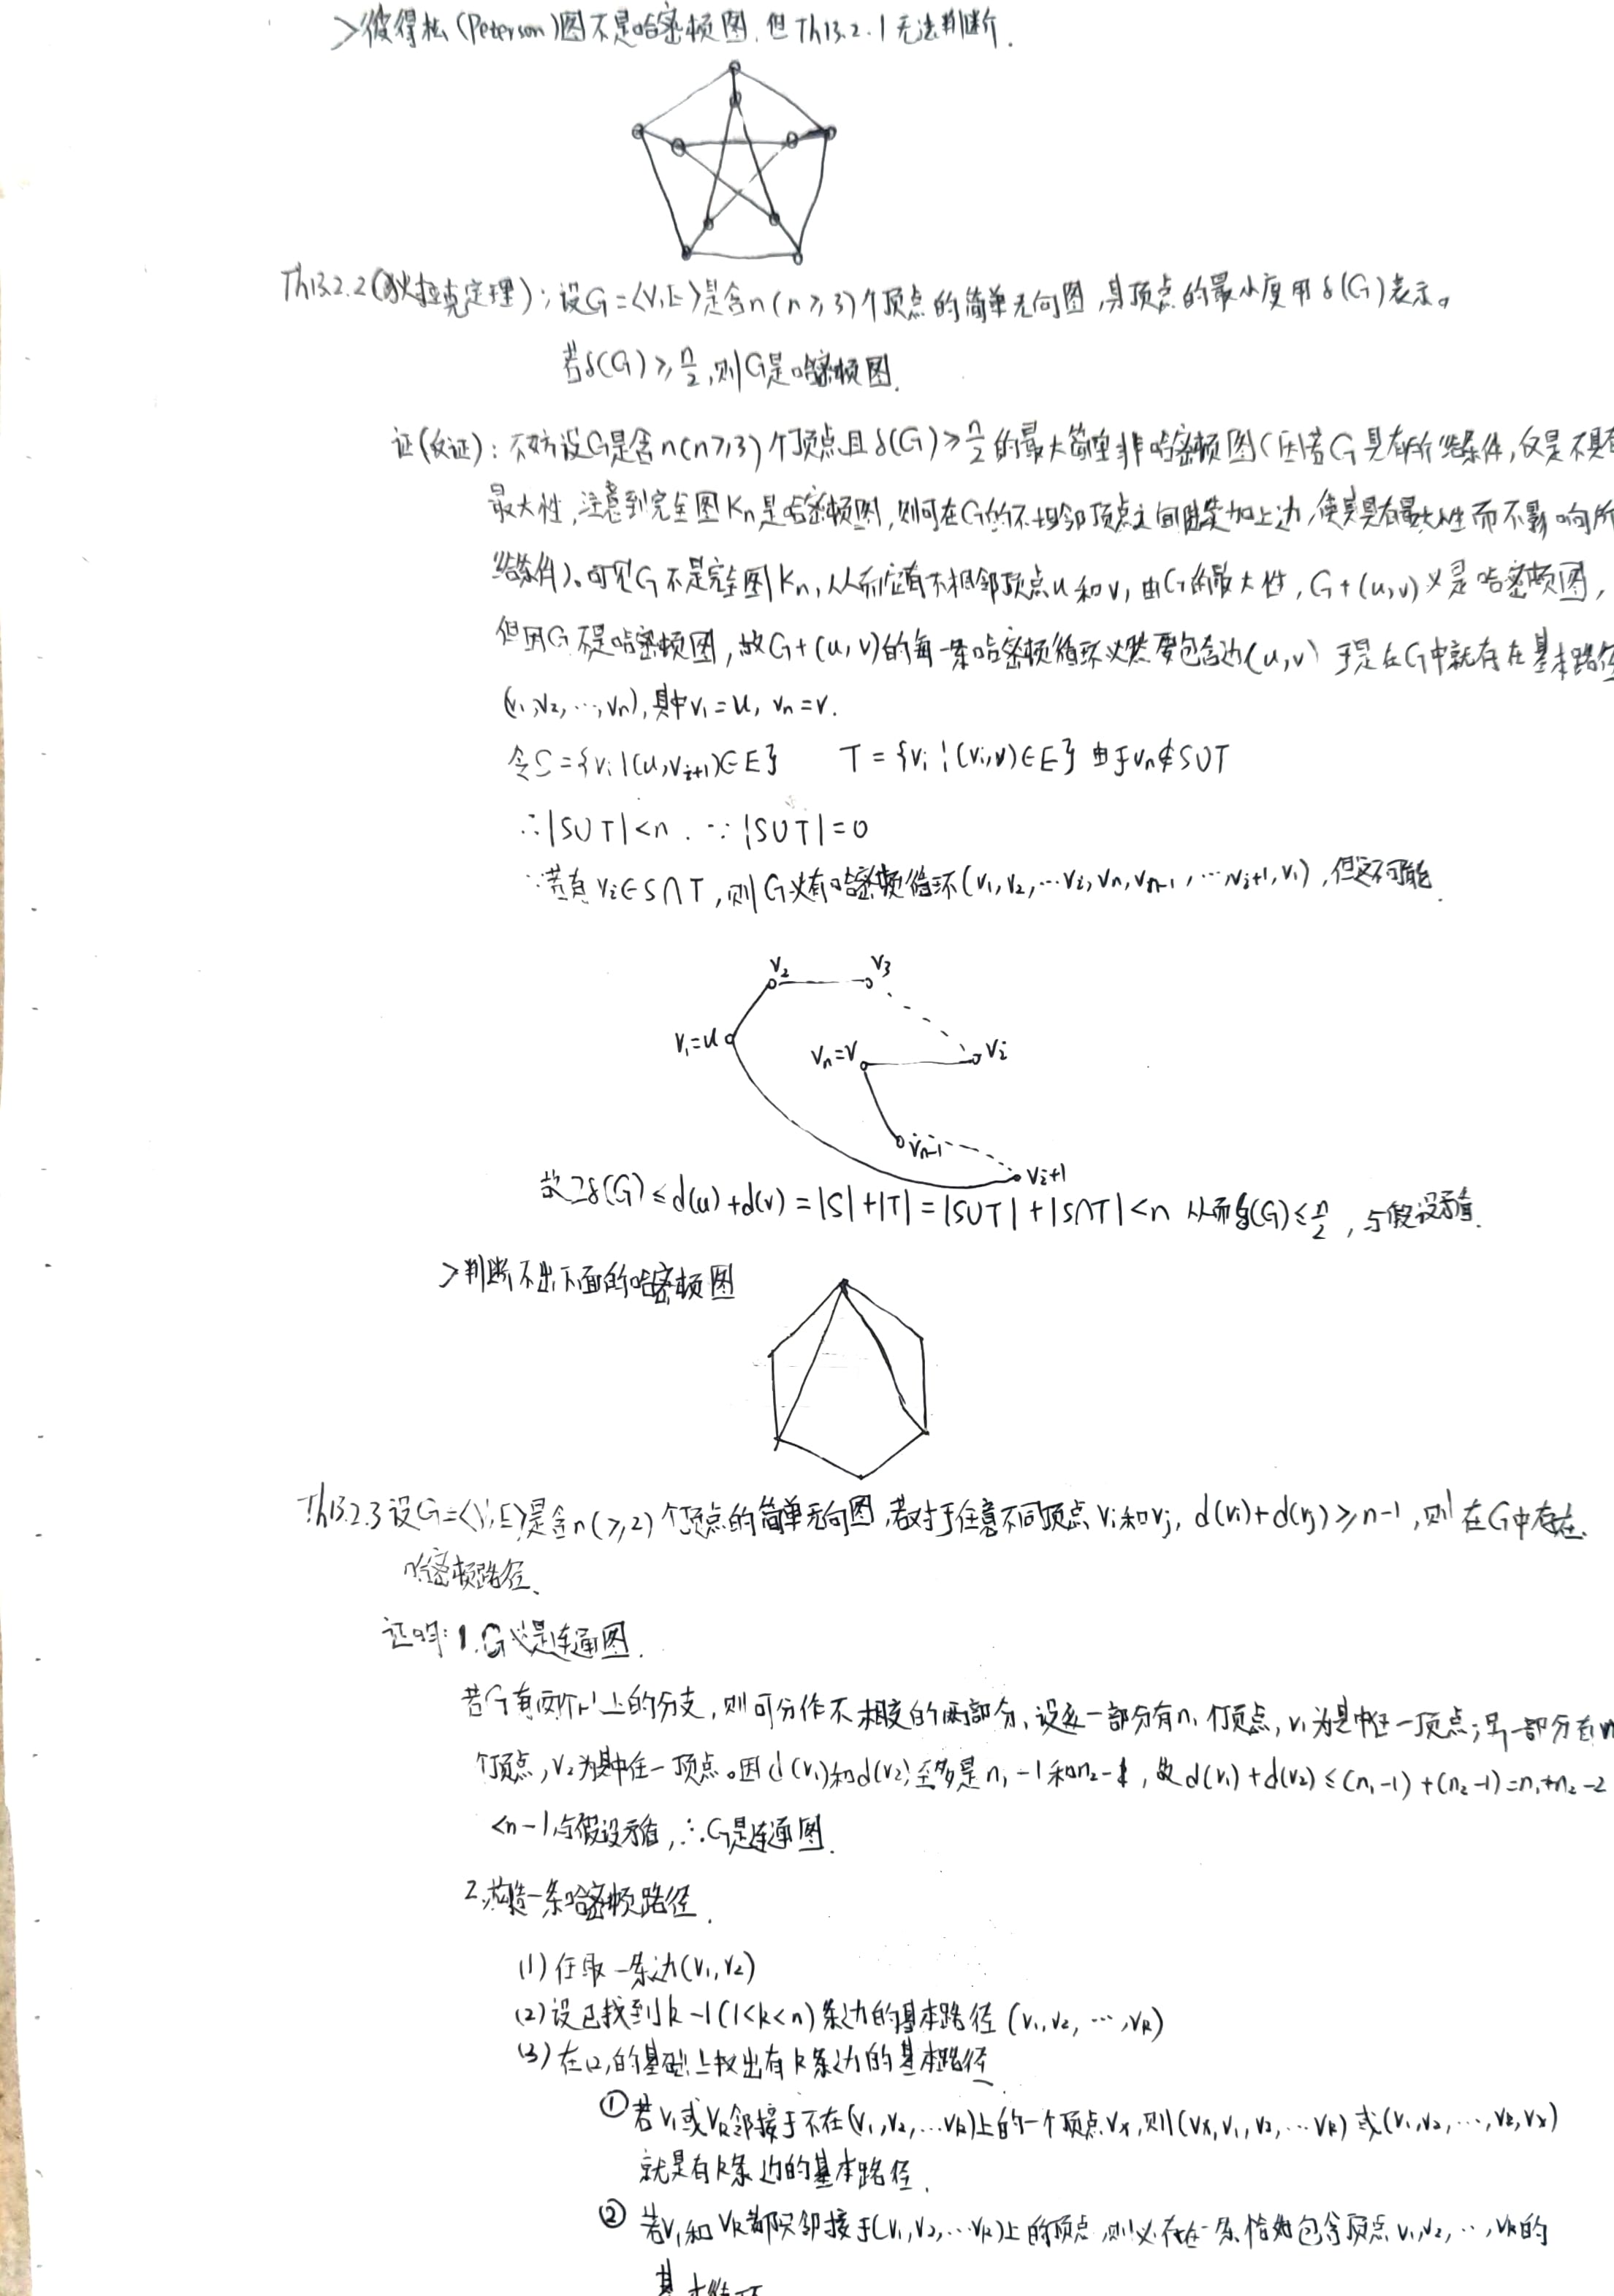 >彼得松(Peterson)图不是哈密顿图,但Th13.2.1无法判断.
Th13.2.2(狄拉克定理):设G=<V,E>是含n(n≥3)个顶点的简单无向图,其顶点的最小度用δ(G)表示。
若δ(G)≥n/2,则G是哈密顿图.
证(反证):不妨设G是含n(n≥3)个顶点且δ(G)≥n/2的最大简单非哈密顿图(因若G具有所给条件,仅是不具有
最大性,注意到完全图Kn是哈密顿图,则可在G的不相邻顶点之间陆续加上边,使其具有最大性而不影响所
给条件)。可见G不是完全图Kn,从而应有不相邻顶点u和v,由G的最大性,G+(u,v)必是哈密顿图,
但因G不是哈密顿图,故G+(u,v)的每一条哈密顿循环必然要包含边(u,v)于是在G中就存在基本路径
(v₁,v₂,…,vn),其中v₁=u, vn=v.
令S={vi|(u,vi+1)∈E} T={vi|(vi,v)∈E} 由于vn∉S∪T
∴|S∪T|<n. ∵|S∪T|=0
∵若有vi∈S∩T,则G必有哈密顿循环(v₁,v₂,…vi,vn,vn-1,…,vi+1,v₁),但这不可能.
v₂ v₃
v₁=u vn=v vi
vn-1
vi+1
故2δ(G)≤d(u)+d(v)=|S|+|T|=|S∪T|+|S∩T|<n 从而δ(G)≤n/2,与假设矛盾.
>判断不出下面的哈密顿图
Th13.2.3设G=<V,E>是含n(≥2)个顶点的简单无向图,若对于任意不同顶点vi和vj, d(vi)+d(vj)≥n-1,则在G中存在
哈密顿路径.
证明:1.G必是连通图.
若G有两个以上的分支,则可分作不相交的两部分,设这一部分有n₁个顶点,v₁为其中任一顶点;另一部分有n
个顶点,v₂为其中任一顶点。因d(v₁)和d(v₂)至多是n₁-1和n₂-1,故d(v₁)+d(v₂)≤(n₁-1)+(n₂-1)=n₁+n₂-2
<n-1与假设矛盾,∴G是连通图.
2.构造一条哈密顿路径.
(1)任取一条边(v₁,v₂)
(2)设已找到k-1(1<k<n)条边的基本路径(v₁,v₂,…,vk)
(3)在(2)的基础上找出有k条边的基本路径
①若v₁或vk邻接于不在(v₁,v₂,…vk)上的一个顶点vx,则(vx,v₁,v₂,…vk)或(v₁,v₂,…,vk,vx)
就是有k条边的基本路径.
②若v₁和vk都只邻接于(v₁,v₂,…vk)上的顶点,则必存在一条恰好包含顶点v₁,v₂,…,vk的
基本循环